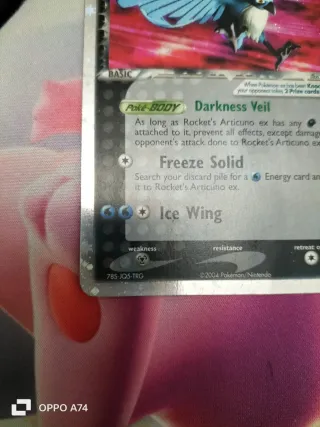 BASIC
When Pokémon-ex has been Knocked
your opponent takes 2 Prize cards
Poké-BODY Darkness Veil
As long as Rocket's Articuno ex has any
attached to it, prevent all effects, except damage
opponent's attack done to Rocket's Articuno ex
Freeze Solid
Search your discard pile for a Energy card an
it to Rocket's Articuno ex.
Ice Wing
weakness resistance retreat c
©2004 Pokémon/Nintendo
OPPO A74